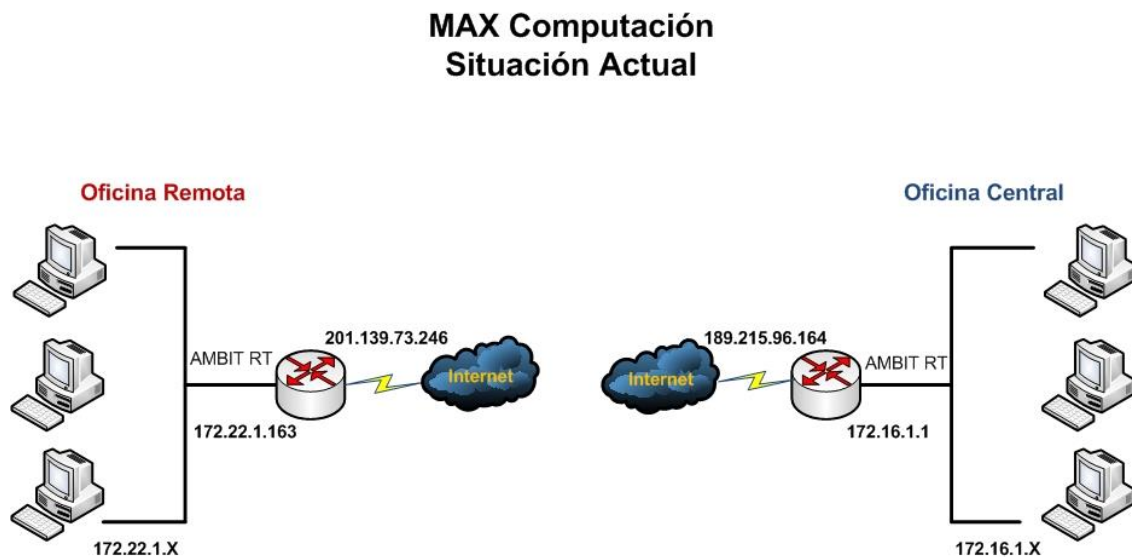 MAX Computación
Situación Actual
Oficina Remota
Oficina Central
201.139.73.246
189.215.96.164
AMBIT RT
Internet
Internet
AMBIT RT
172.22.1.163
172.16.1.1
172.22.1.X
172.16.1.X